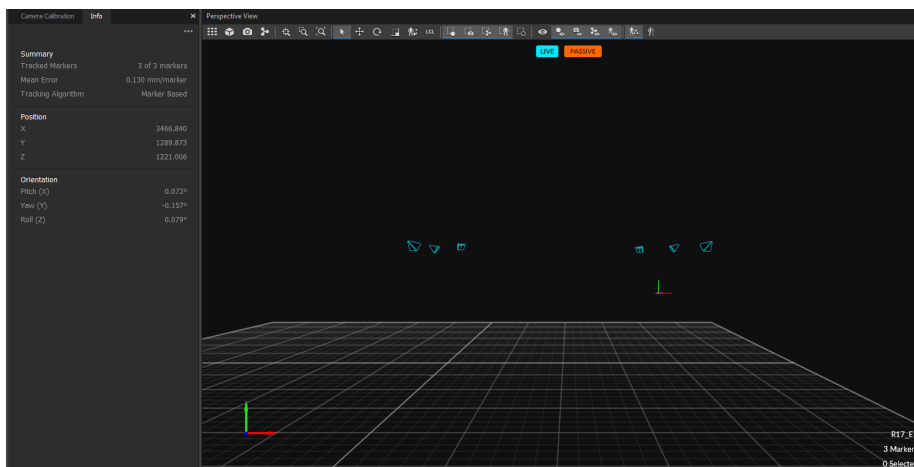 Camera Calibration Info
Summary
Tracked Markers 3 of 3 markers
Mean Error 0.130 mm/marker
Tracking Algorithm Marker Based
Position
X 3466.840
Y 1289.873
Z 1221.006
Orientation
Pitch (X) 0.072°
Yaw (Y) -0.157°
Roll (Z) 0.079°
Perspective View
LCL
LIVE PASSIVE
R17_E
3 Marker
0 Selecte